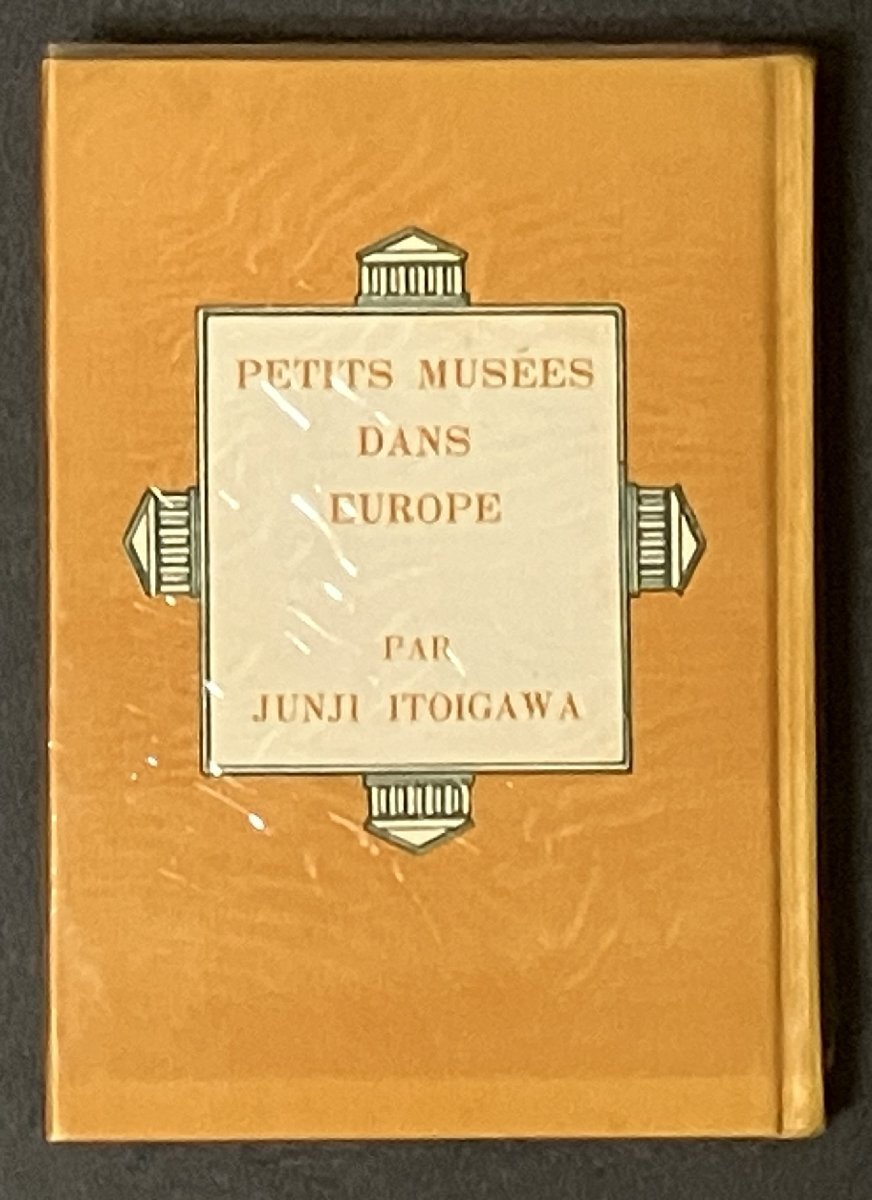 PETITS MUSÉES
DANS
EUROPE
PAR
JUNJI ITOIGAWA